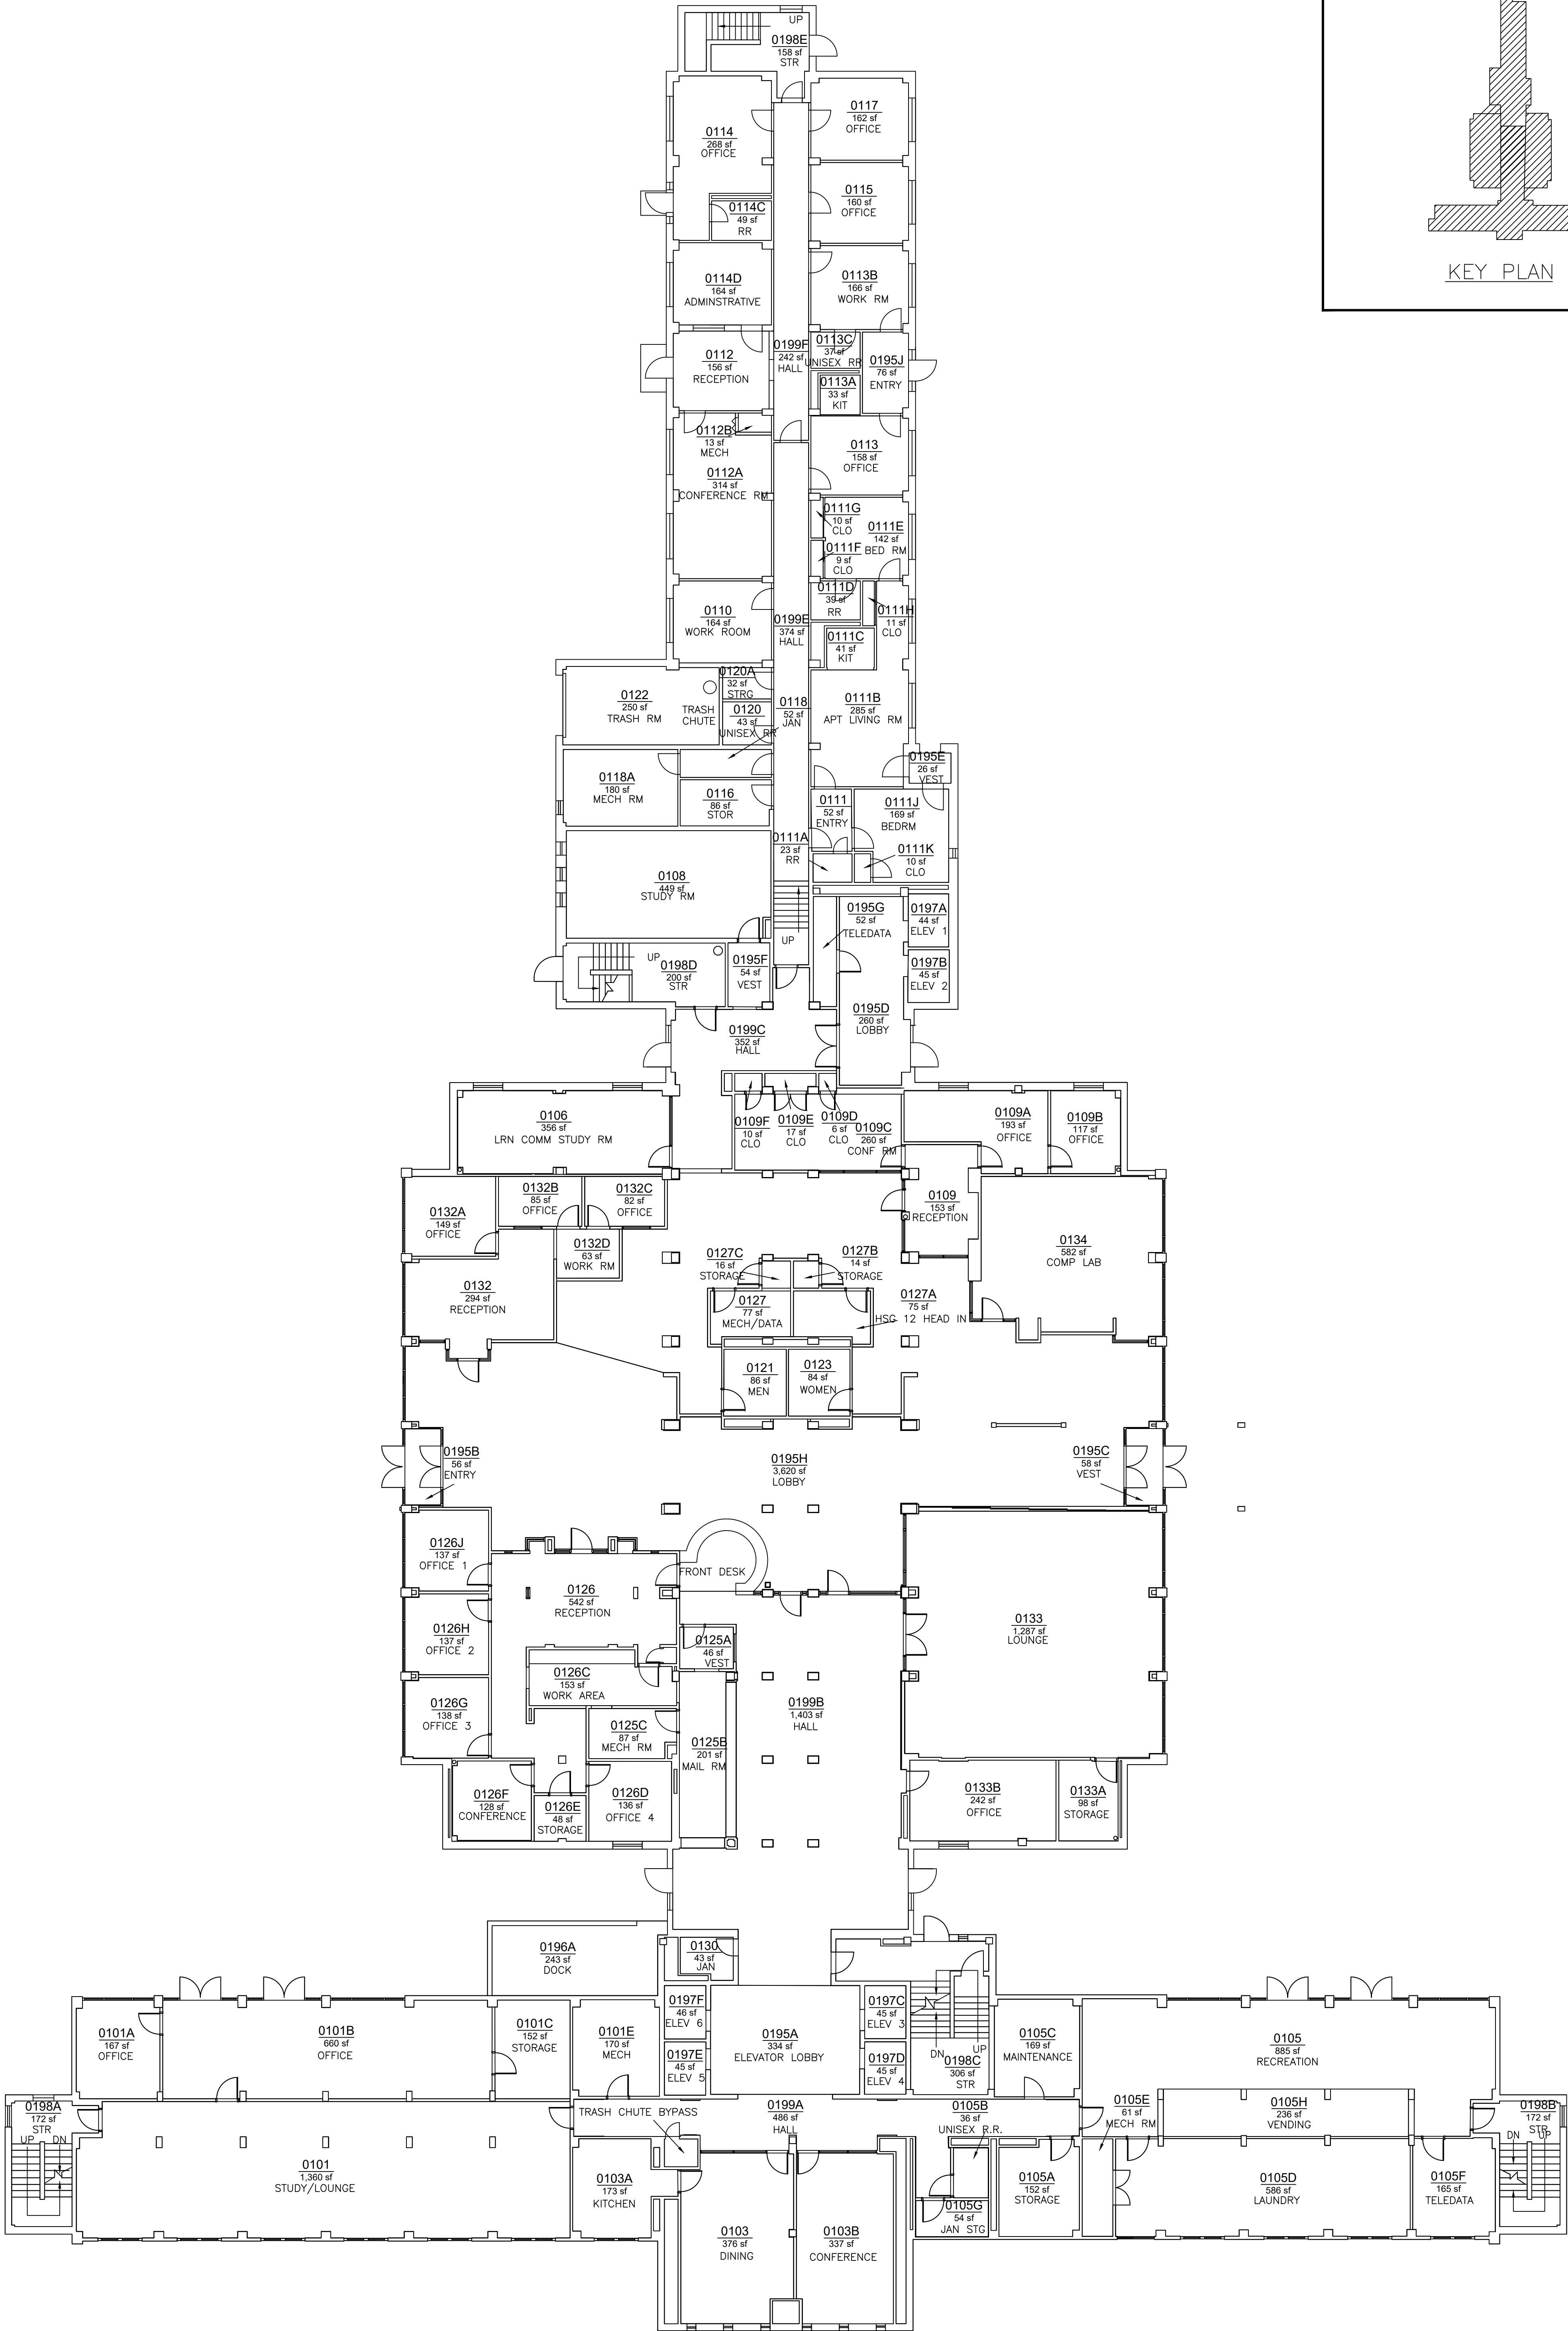 UP
0198E
158 sf
STR
KEY PLAN
0114
268 sf
OFFICE
0117
162 sf
OFFICE
0115
160 sf
OFFICE
0114C
49 sf
RR
0114D
164 sf
ADMINSTRATIVE
0113B
166 sf
WORK RM
0112
156 sf
RECEPTION
0199F
242 sf
HALL
0113C
37 sf
UNISEX RR
0195J
76 sf
ENTRY
0113A
33 sf
KIT
0112B
13 sf
MECH
0112A
314 sf
CONFERENCE RM
0113
158 sf
OFFICE
0111G
10 sf
CLO
0111E
142 sf
BED RM
0111F
9 sf
CLO
0110
164 sf
WORK ROOM
0199E
374 sf
HALL
0111D
39 sf
RR
0111H
11 sf
CLO
0111C
41 sf
KIT
0122
250 sf
TRASH RM
TRASH
CHUTE
0120A
32 sf
STRG
0120
43 sf
UNISEX RR
0118
52 sf
JAN
0111B
285 sf
APT LIVING RM
0195E
26 sf
VEST
0118A
180 sf
MECH RM
0116
86 sf
STOR
0111
52 sf
ENTRY
0111J
169 sf
BEDRM
0111A
23 sf
RR
0111K
10 sf
CLO
0108
449 sf
STUDY RM
UP
0195G
52 sf
TELEDATA
0197A
44 sf
ELEV 1
UP
0198D
200 sf
STR
0195F
54 sf
VEST
0197B
45 sf
ELEV 2
0195D
260 sf
LOBBY
0199C
352 sf
HALL
0106
356 sf
LRN COMM STUDY RM
0109F
10 sf
CLO
0109E
17 sf
CLO
0109D
6 sf
CLO
0109C
260 sf
CONF RM
0109A
193 sf
OFFICE
0109B
117 sf
OFFICE
0132A
149 sf
OFFICE
0132B
85 sf
OFFICE
0132C
82 sf
OFFICE
0132D
63 sf
WORK RM
0109
153 sf
RECEPTION
0134
582 sf
COMP LAB
0132
294 sf
RECEPTION
0127C
16 sf
STORAGE
0127B
14 sf
STORAGE
0127
77 sf
MECH/DATA
0127A
75 sf
HSG 12 HEAD IN
0121
86 sf
MEN
0123
84 sf
WOMEN
0195B
56 sf
ENTRY
0195H
3,620 sf
LOBBY
0195C
58 sf
VEST
0126J
137 sf
OFFICE 1
FRONT DESK
0126
542 sf
RECEPTION
0126H
137 sf
OFFICE 2
0125A
46 sf
VEST
0133
1,287 sf
LOUNGE
0126C
153 sf
WORK AREA
0126G
138 sf
OFFICE 3
0125C
87 sf
MECH RM
0125B
201 sf
MAIL RM
0199B
1,403 sf
HALL
0126F
128 sf
CONFERENCE
0126E
48 sf
STORAGE
0126D
136 sf
OFFICE 4
0133B
242 sf
OFFICE
0133A
98 sf
STORAGE
0196A
243 sf
DOCK
0130
43 sf
JAN
0197F
46 sf
ELEV 6
0197C
45 sf
ELEV 3
0101A
167 sf
OFFICE
0101B
660 sf
OFFICE
0101C
152 sf
STORAGE
0101E
170 sf
MECH
0195A
334 sf
ELEVATOR LOBBY
0197E
45 sf
ELEV 5
0197D
45 sf
ELEV 4
DN
UP
0198C
306 sf
STR
0105C
169 sf
MAINTENANCE
0105
885 sf
RECREATION
0198A
172 sf
STR
UP
DN
TRASH CHUTE BYPASS
0199A
486 sf
HALL
0105B
36 sf
UNISEX R.R.
0105E
61 sf
MECH RM
0105H
236 sf
VENDING
0198B
172 sf
STR
DN
UP
0101
1,360 sf
STUDY/LOUNGE
0103A
173 sf
KITCHEN
0105A
152 sf
STORAGE
0105D
586 sf
LAUNDRY
0105F
165 sf
TELEDATA
0105G
54 sf
JAN STG
0103
376 sf
DINING
0103B
337 sf
CONFERENCE